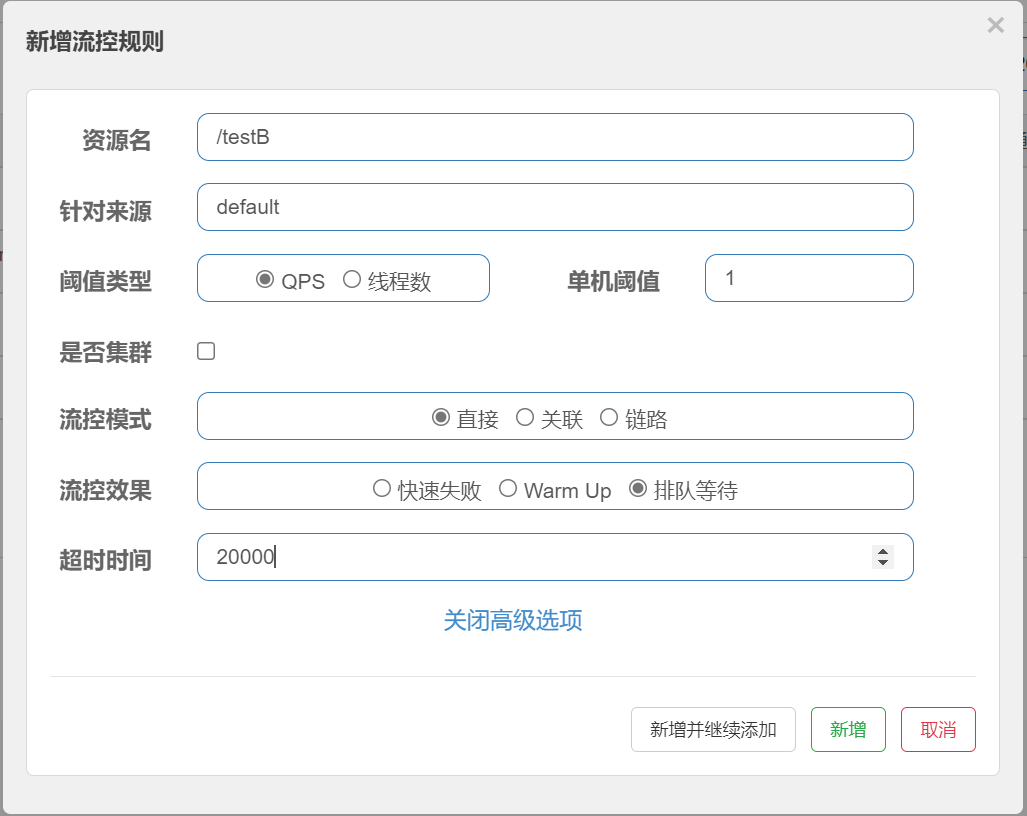 新增流控规则
×
资源名 /testB
针对来源 default
阈值类型 QPS 线程数 单机阈值 1
是否集群
流控模式 直接 关联 链路
流控效果 快速失败 Warm Up 排队等待
超时时间 20000
关闭高级选项
新增并继续添加 新增 取消